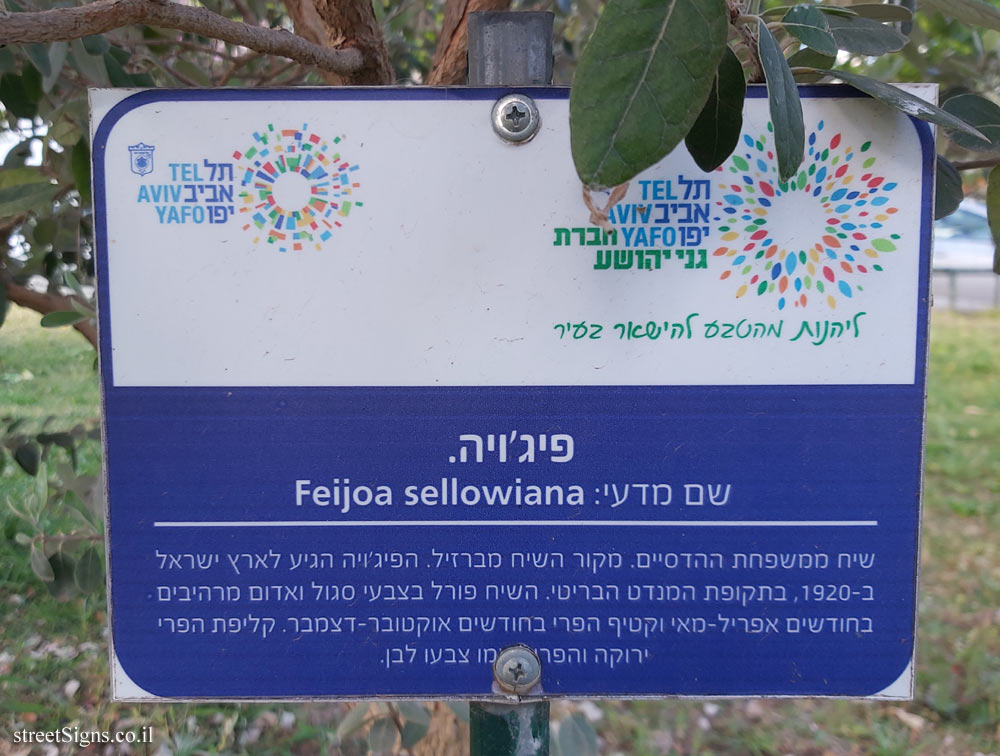 תל TEL
אביב AVIV
יפו YAFO
תל TEL
אביב AVIV
יפו YAFO חברת
גני יהושע
ליהנות מהטבע להישאר בעיר
פיג'ויה.
שם מדעי: Feijoa sellowiana
שיח ממשפחת ההדסיים. מקור השיח מברזיל. הפיג'ויה הגיע לארץ ישראל
ב-1920, בתקופת המנדט הבריטי. השיח פורל בצבעי סגול ואדום מרהיבים
בחודשים אפריל-מאי וקטיף הפרי בחודשים אוקטובר-דצמבר. קליפת הפרי
ירוקה והפרי צבעו לבן.
streetSigns.co.il